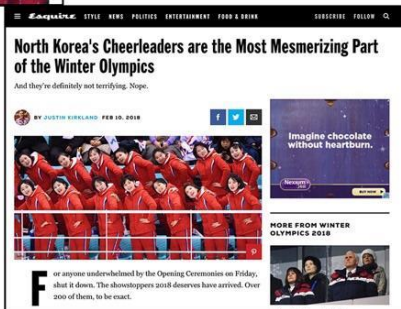 Esquire STYLE NEWS POLITICS ENTERTAINMENT FOOD & DRINK SUBSCRIBE FOLLOW
North Korea's Cheerleaders are the Most Mesmerizing Part
of the Winter Olympics
And they're definitely not terrifying. Nope.
BY JUSTIN KIRKLAND FEB 10, 2018
Imagine chocolate
without heartburn.
Nexium
BUY NOW
MORE FROM WINTER
OLYMPICS 2018
For anyone underwhelmed by the Opening Ceremonies on Friday,
shut it down. The showstoppers 2018 deserves have arrived. Over
200 of them, to be exact.